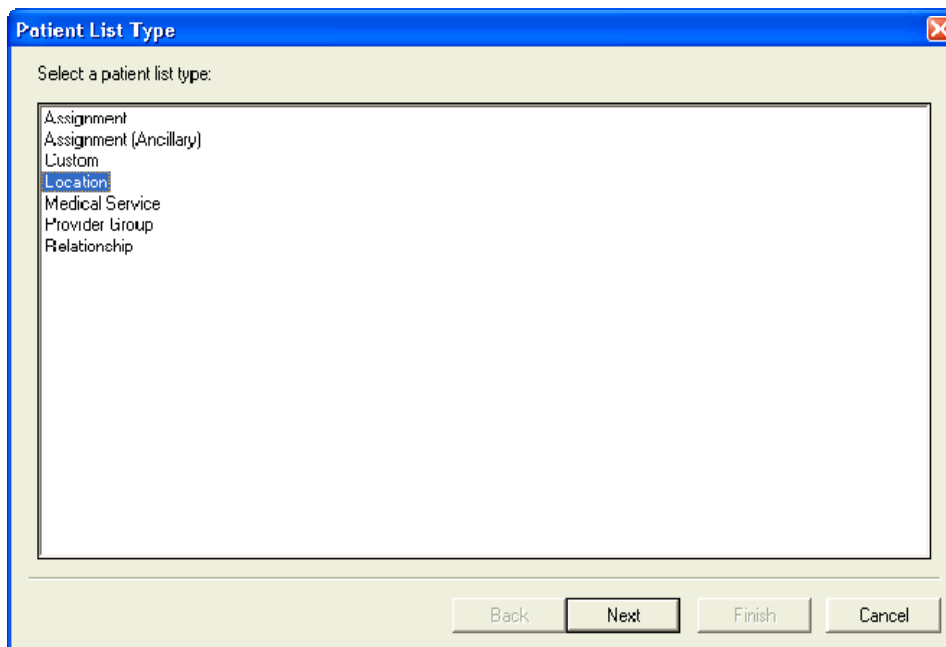 Patient List Type
Select a patient list type:
Assignment
Assignment (Ancillary)
Custom
Location
Medical Service
Provider Group
Relationship
Back Next Finish Cancel